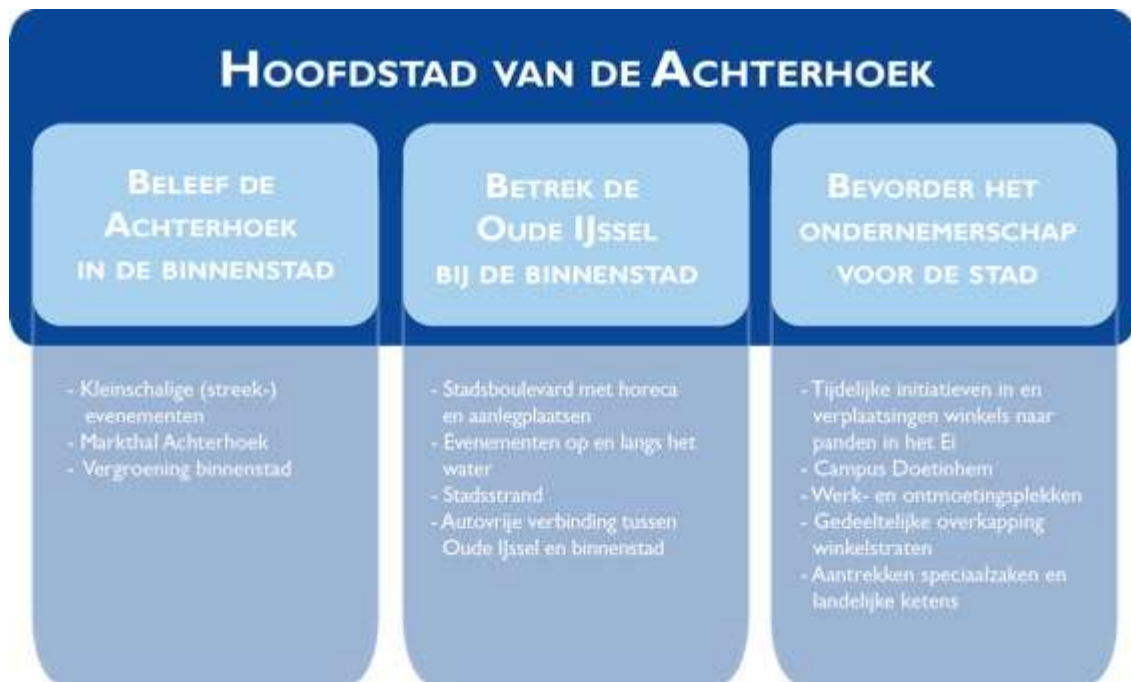 HOOFDSTAD VAN DE ACHTERHOEK
BELEEF DE
ACHTERHOEK
IN DE BINNENSTAD
- Kleinschalige (streek-)
evenementen
- Markthal Achterhoek
- Vergroening binnenstad
BETREK DE
OUDE IJSSEL
BIJ DE BINNENSTAD
- Stadsboulevard met horeca
en aanlegplaatsen
- Evenementen op en langs het
water
- Stadsstrand
- Autovrije verbinding tussen
Oude IJssel en binnenstad
BEVORDER HET
ONDERNEMERSCHAP
VOOR DE STAD
- Tijdelijke initiatieven in en
verplaatsingen winkels naar
panden in het Ei
- Campus Doetinhem
- Werk- en ontmoetingsplekken
- Gedeeltelijke overkapping
winkelstraten
- Aantrekken speciaalzaken en
landelijke ketens